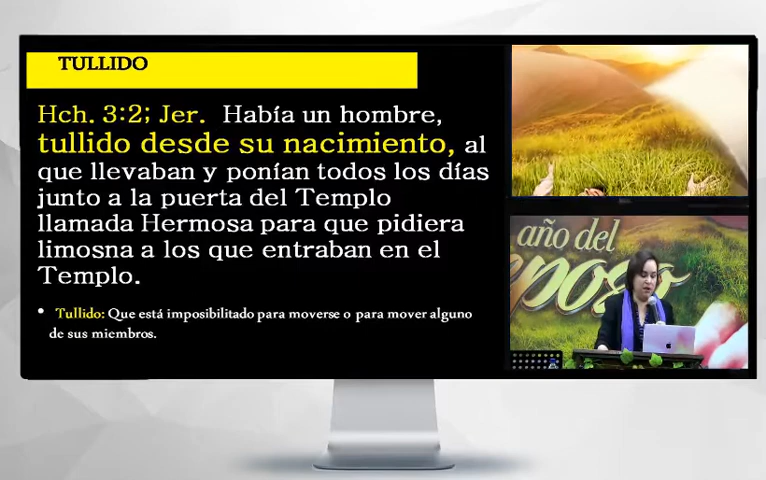 TULLIDO
Hch. 3:2; Jer. Había un hombre,
tullido desde su nacimiento, al
que llevaban y ponían todos los días
junto a la puerta del Templo
llamada Hermosa para que pidiera
limosna a los que entraban en el
Templo.
• Tullido: Que está imposibilitado para moverse o para mover alguno
de sus miembros.
año del